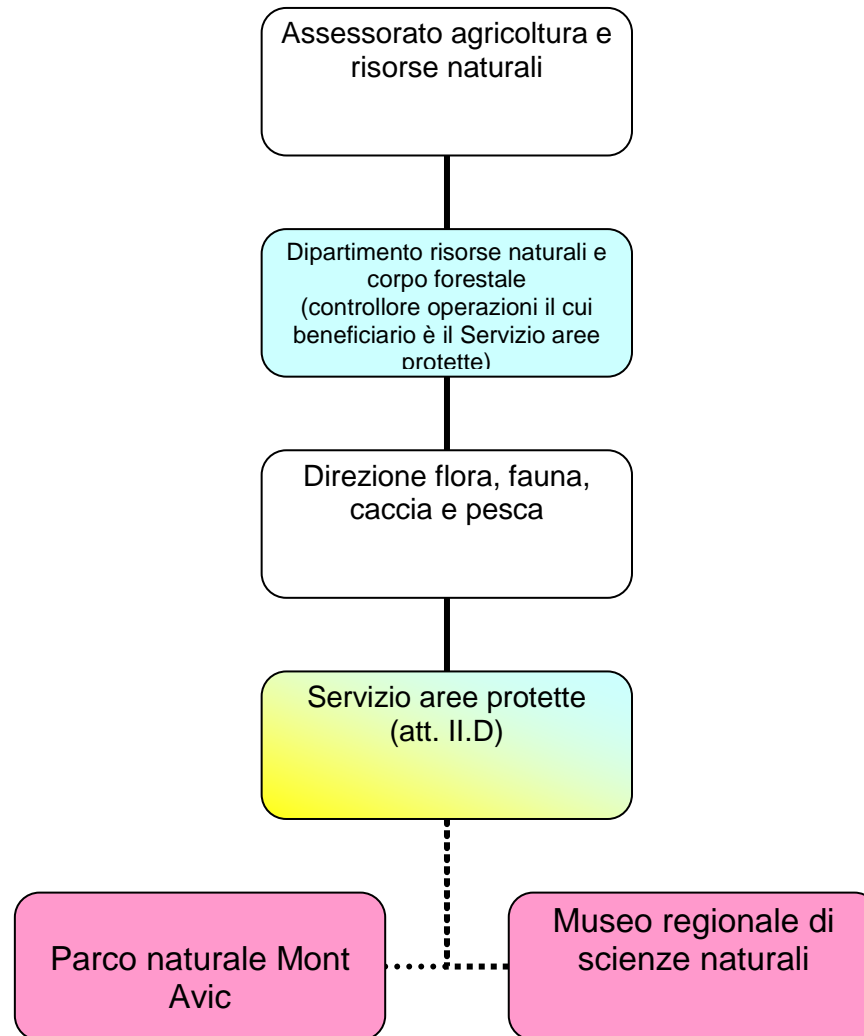 Assessorato agricoltura e
risorse naturali
Dipartimento risorse naturali e
corpo forestale
(controllore operazioni il cui
beneficiario è il Servizio aree
protette)
Direzione flora, fauna,
caccia e pesca
Servizio aree protette
(att. II.D)
Parco naturale Mont
Avic
Museo regionale di
scienze naturali